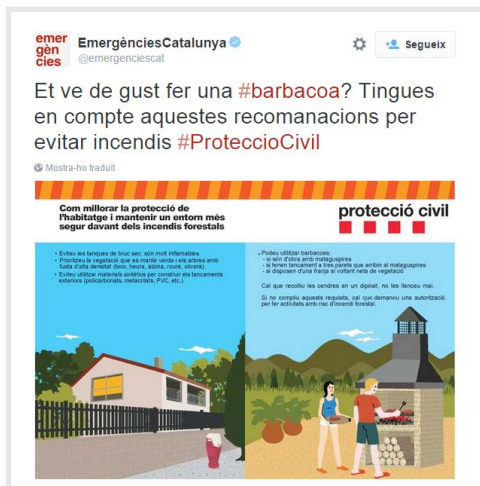 emer
gèn
cies
EmergènciesCatalunya
@emergenciescat
Segueix
Et ve de gust fer una #barbacoa? Tingues
en compte aquestes recomanacions per
evitar incendis #ProteccioCivil
Mostra-ho traduït
Com millorar la protecció de
l'habitatge i mantenir un entorn més
segur davant dels incendis forestals
protecció civil
• Eviteu les tanques de bruc sec: són molt inflamables.
• Prioritzeu la vegetació que es manté verda i els arbres amb
fusta d'alta densitat (boix, heura, alzina, roure, olivera).
• Eviteu utilitzar materials sintètics per construir els tancaments
exteriors (policarbonats, metacrilats, PVC, etc.).
• Podeu utilitzar barbacoes:
- si són d'obra amb mataguspires
- si tenen tancament a tres parets que arribin al mataguspires
- si disposen d'una franja al voltant neta de vegetació
Cal que recolliu les cendres en un dipòsit, no les llenceu mai.
Si no compliu aquests requisits, cal que demaneu una autorització
per fer activitats amb risc d'incendi forestal.